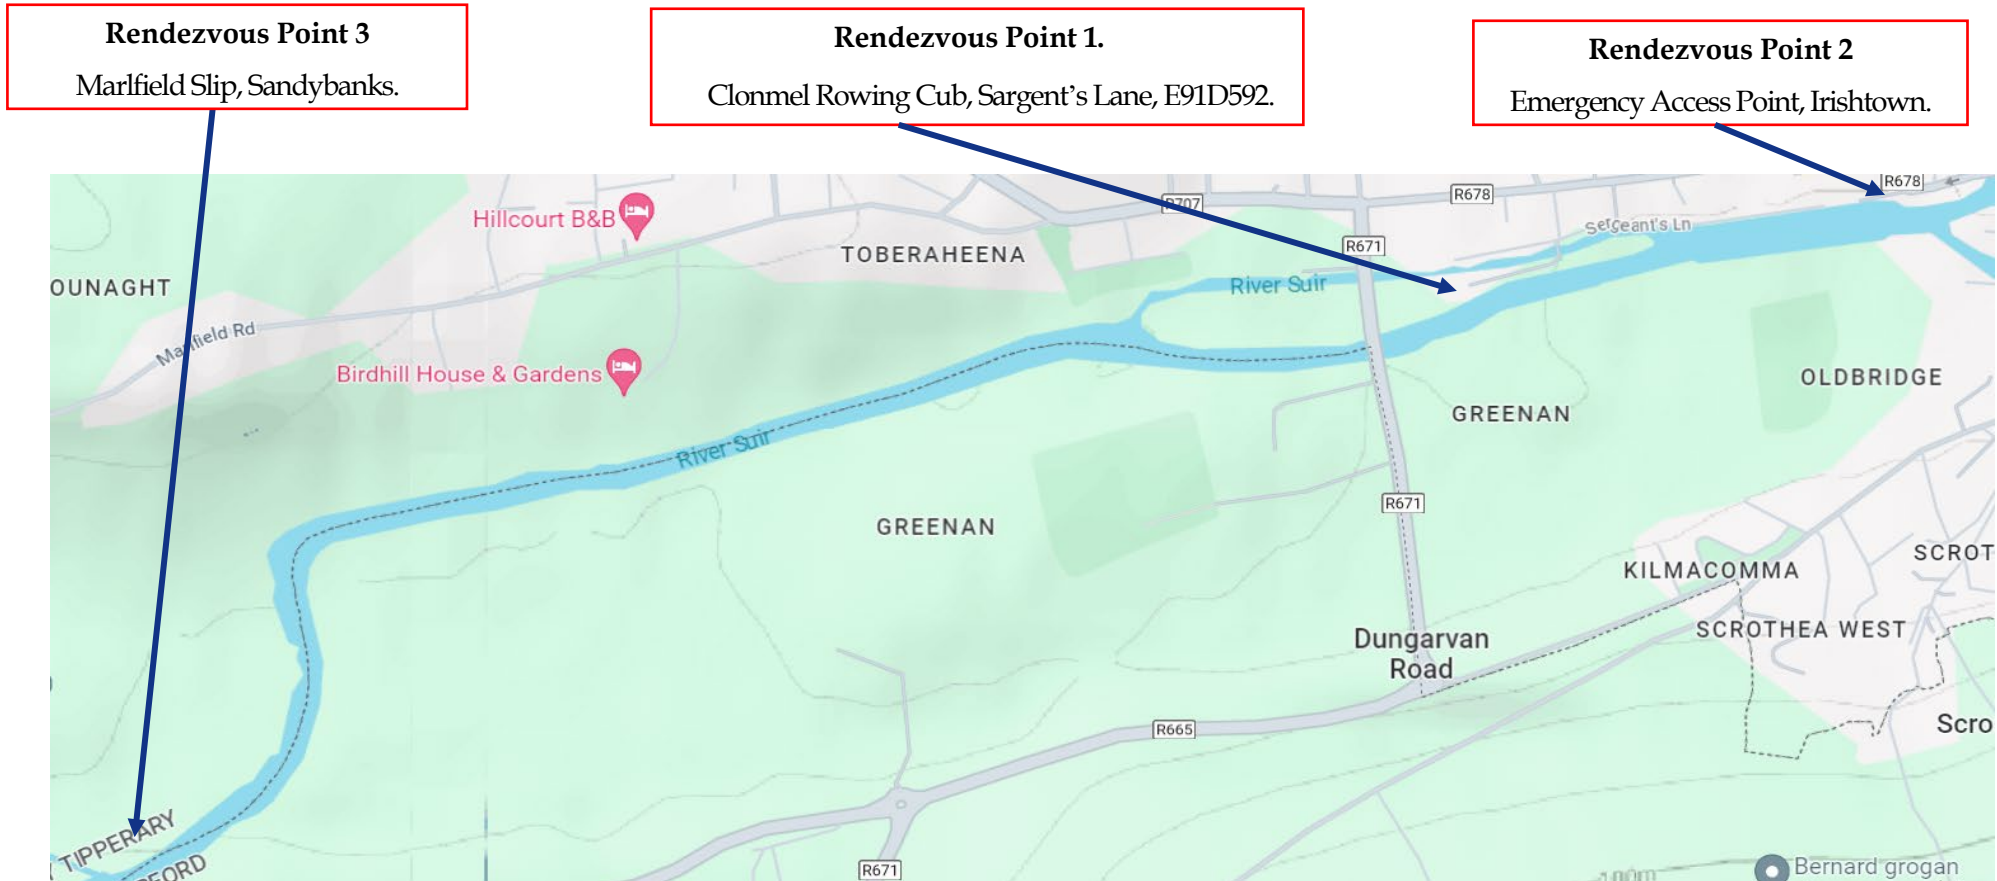 Rendezvous Point 3
Marlfield Slip, Sandybanks.
Rendezvous Point 1.
Clonmel Rowing Cub, Sargent's Lane, E91D592.
Rendezvous Point 2
Emergency Access Point, Irishtown.
R678
R707
R678
Hillcourt B&B
Sergeant's Ln
R671
TOBERAHEENA
OUNAGHT
River Suir
Marlfield Rd
Birdhill House & Gardens
OLDBRIDGE
GREENAN
River Suir
R671
GREENAN
SCROT
KILMACOMMA
SCROTHEA WEST
Dungarvan
Road
R665
Scro
TIPPERARY
FORD
R671
Bernard grogan